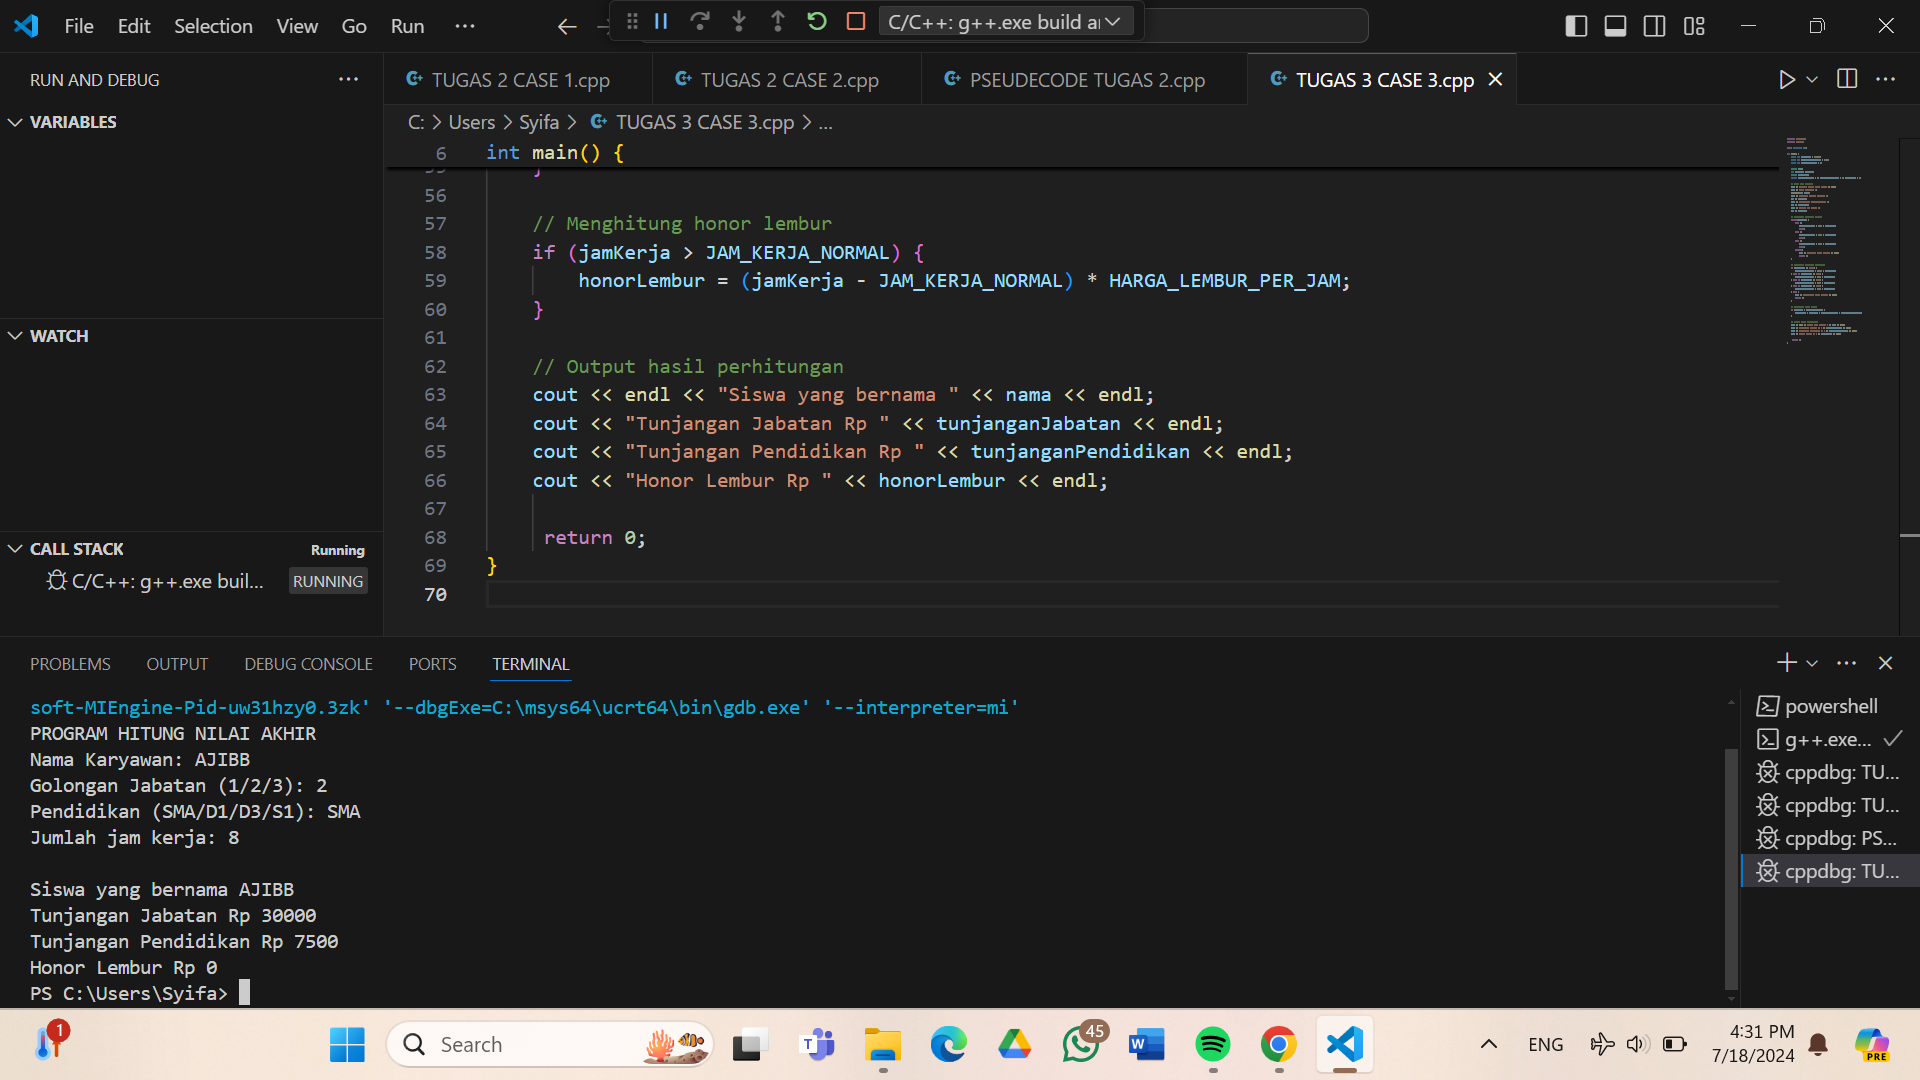 File Edit Selection View Go Run ···
C/C++: g++.exe build ar
RUN AND DEBUG ···
TUGAS 2 CASE 1.cpp
TUGAS 2 CASE 2.cpp
PSEUDECODE TUGAS 2.cpp
TUGAS 3 CASE 3.cpp
VARIABLES
C: > Users > Syifa > TUGAS 3 CASE 3.cpp > ...
6 int main() {
55 }
56
57 // Menghitung honor lembur
58 if (jamKerja > JAM_KERJA_NORMAL) {
59 honorLembur = (jamKerja - JAM_KERJA_NORMAL) * HARGA_LEMBUR_PER_JAM;
60 }
61
62 // Output hasil perhitungan
63 cout << endl << "Siswa yang bernama " << nama << endl;
64 cout << "Tunjangan Jabatan Rp " << tunjanganJabatan << endl;
65 cout << "Tunjangan Pendidikan Rp " << tunjanganPendidikan << endl;
66 cout << "Honor Lembur Rp " << honorLembur << endl;
67
68 return 0;
69 }
70
WATCH
CALL STACK Running
C/C++: g++.exe buil... RUNNING
PROBLEMS OUTPUT DEBUG CONSOLE PORTS TERMINAL
soft-MIEngine-Pid-uw31hzy0.3zk' '--dbgExe=C:\msys64\ucrt64\bin\gdb.exe' '--interpreter=mi'
PROGRAM HITUNG NILAI AKHIR
Nama Karyawan: AJIBB
Golongan Jabatan (1/2/3): 2
Pendidikan (SMA/D1/D3/S1): SMA
Jumlah jam kerja: 8

Siswa yang bernama AJIBB
Tunjangan Jabatan Rp 30000
Tunjangan Pendidikan Rp 7500
Honor Lembur Rp 0
PS C:\Users\Syifa>
powershell
g++.exe...
cppdbg: TU...
cppdbg: TU...
cppdbg: PS...
cppdbg: TU...
1
Search
45
ENG
4:31 PM
7/18/2024
PRE